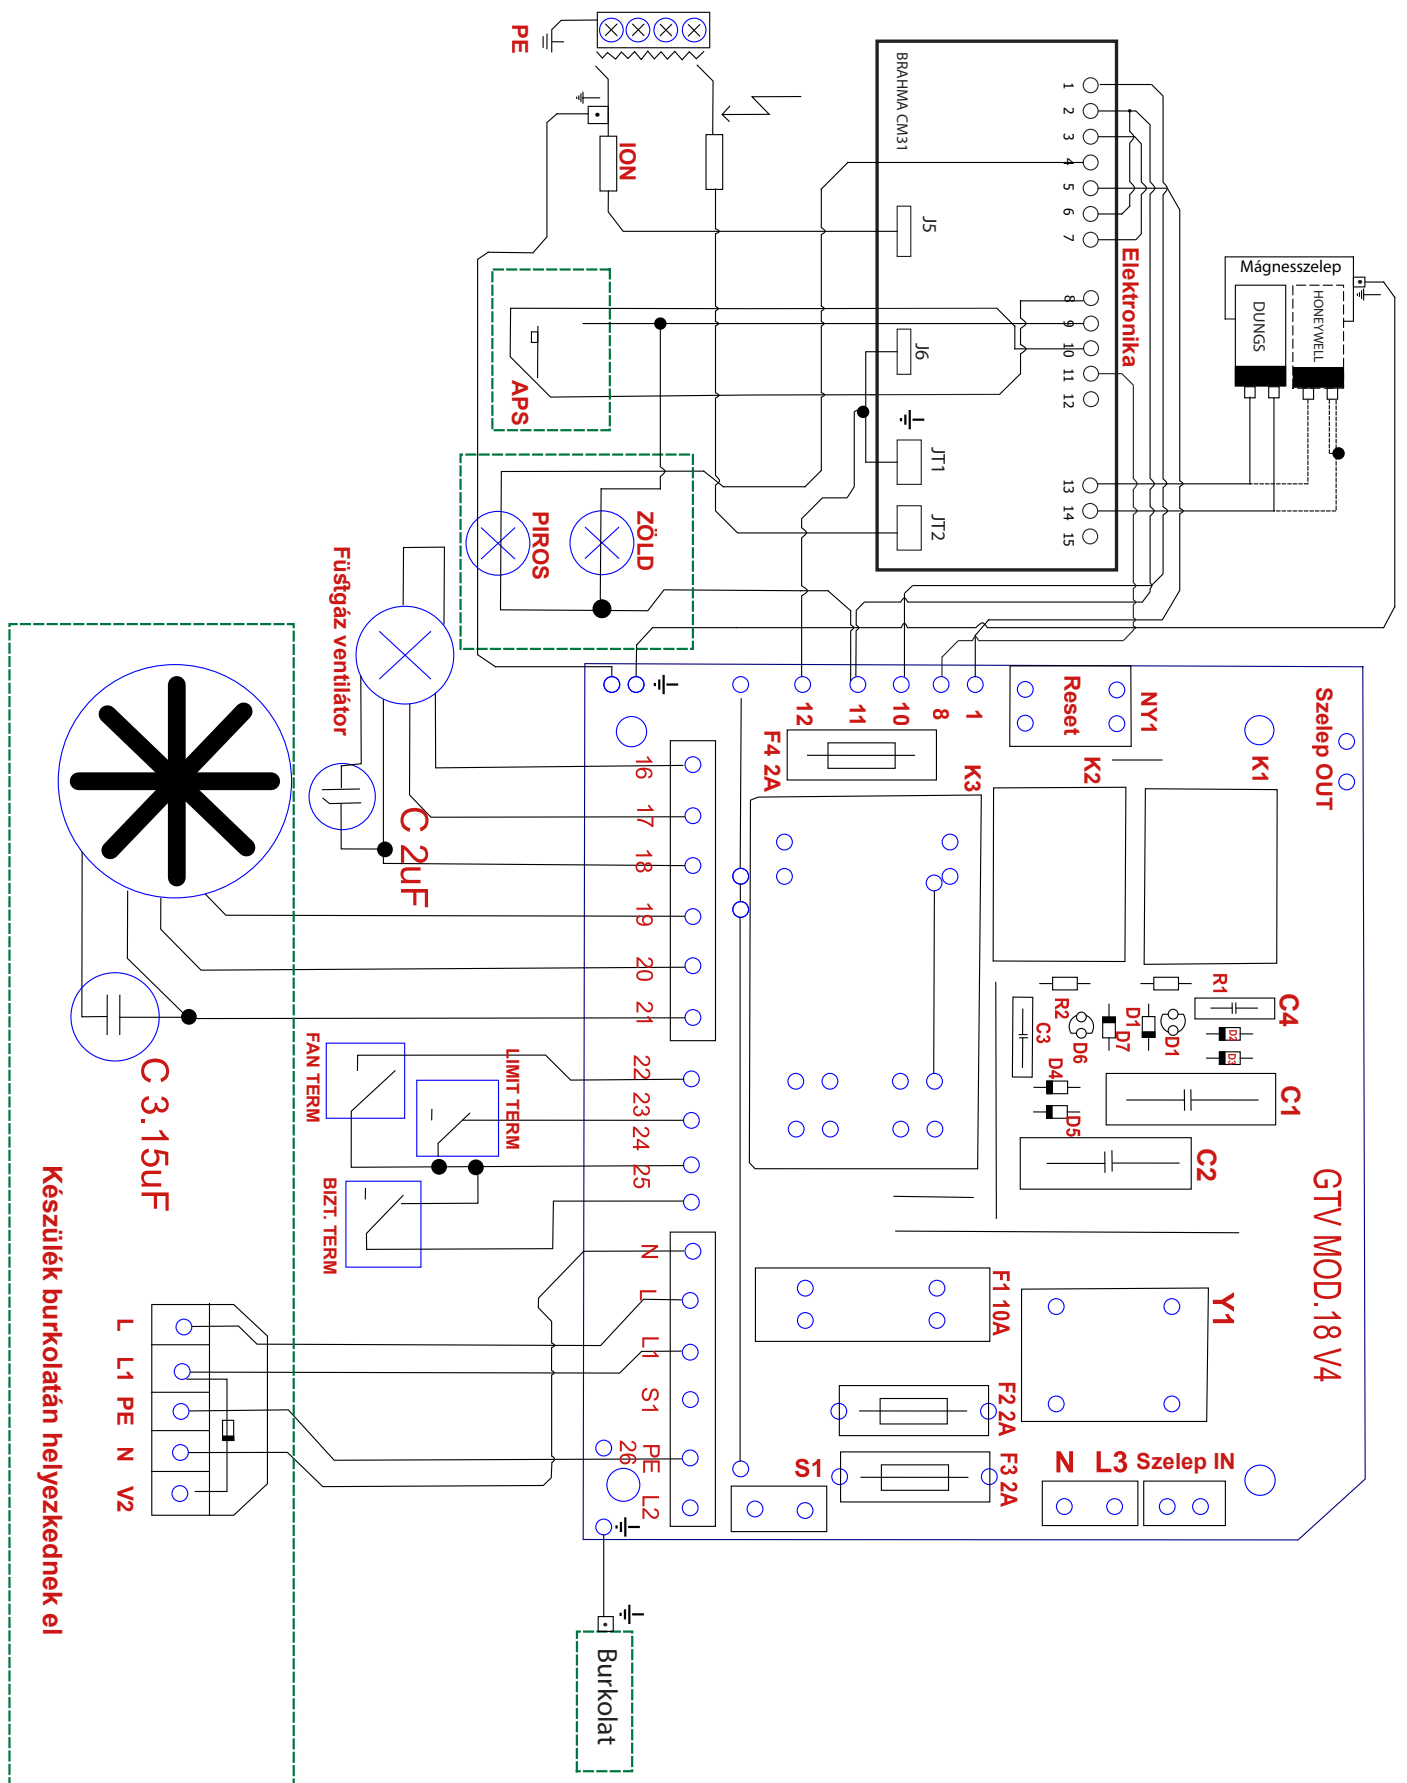 PE
ION
BRAHMA CM31
J5
J6
JT1
JT2
1
2
3
4
5
6
7
8
9
10
11
12
13
14
15
Elektronika
Mágnesszelep
DUNGS
HONEYWELL
APS
ZÖLD
PIROS
Füstgáz ventilátor
C 2uF
C 3.15uF
12
11
10
8
1
F4 2A
K3
Reset
NY1
K2
K1
Szelep OUT
16
17
18
19
20
21
22
23
24
25
N
L
L1
S1
PE
26
L2
FAN TERM
LIMIT TERM
BIZT. TERM
R2
C3
D6
D7
D1
D1
R1
C4
D2
D3
D4
D5
C1
C2
GTV MOD.18 V4
F1 10A
Y1
F2 2A
F3 2A
S1
N
L3
Szelep IN
L
L1
PE
N
V2
Készülék burkolatán helyezkednek el
Burkolat